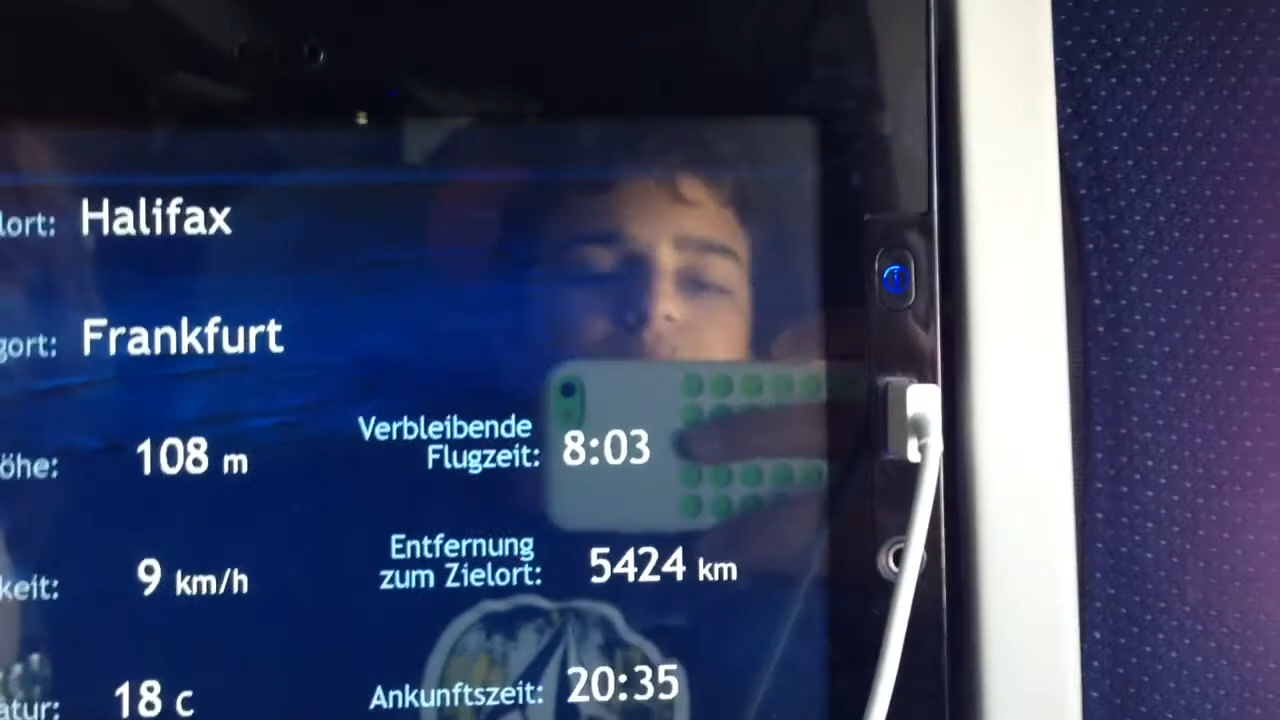 lort: Halifax
gort: Frankfurt
öhe: 108 m
Verbleibende
Flugzeit: 8:03
keit: 9 km/h
Entfernung
zum Zielort: 5424 km
atur: 18 c
Ankunftszeit: 20:35